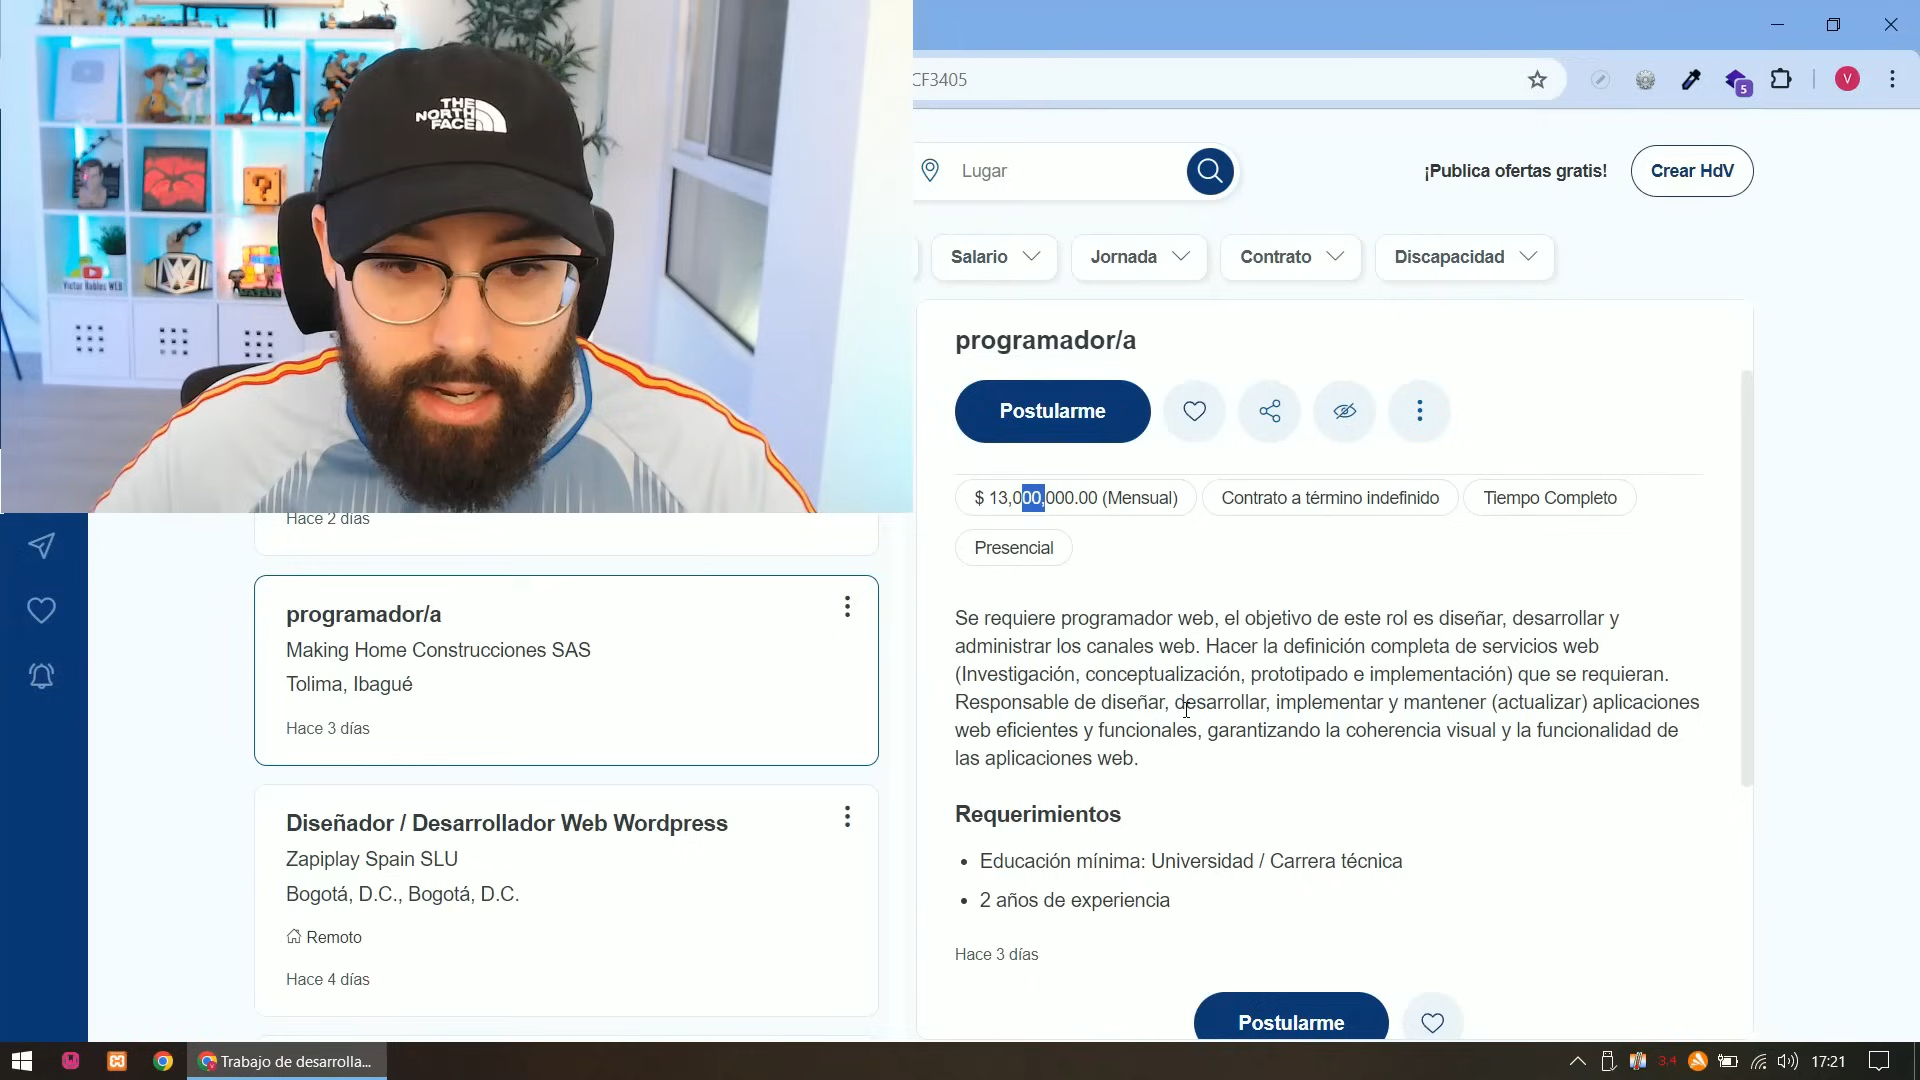 THE
NORTH
FACE
Victor Robles WEB
CF3405
5
V
Lugar
¡Publica ofertas gratis!
Crear HdV
Salario
Jornada
Contrato
Discapacidad
Hace 2 días
programador/a
Making Home Construcciones SAS
Tolima, Ibagué
Hace 3 días
Diseñador / Desarrollador Web Wordpress
Zapiplay Spain SLU
Bogotá, D.C., Bogotá, D.C.
Remoto
Hace 4 días
programador/a
Postularme
$ 13,000,000.00 (Mensual)
Contrato a término indefinido
Tiempo Completo
Presencial
Se requiere programador web, el objetivo de este rol es diseñar, desarrollar y
administrar los canales web. Hacer la definición completa de servicios web
(Investigación, conceptualización, prototipado e implementación) que se requieran.
Responsable de diseñar, desarrollar, implementar y mantener (actualizar) aplicaciones
web eficientes y funcionales, garantizando la coherencia visual y la funcionalidad de
las aplicaciones web.
Requerimientos
• Educación mínima: Universidad / Carrera técnica
• 2 años de experiencia
Hace 3 días
Postularme
Trabajo de desarrolla...
3.4
17:21